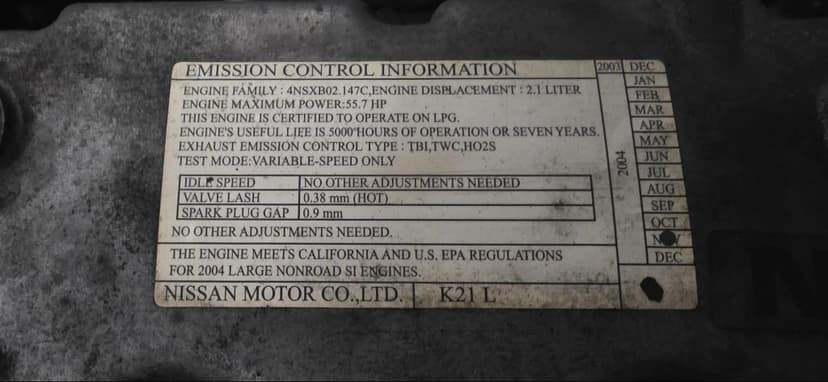 EMISSION CONTROL INFORMATION
ENGINE FAMILY : 4NSXB02.147C,ENGINE DISPLACEMENT : 2.1 LITER
ENGINE MAXIMUM POWER:55.7 HP
THIS ENGINE IS CERTIFIED TO OPERATE ON LPG.
ENGINE'S USEFUL LIFE IS 5000 HOURS OF OPERATION OR SEVEN YEARS.
EXHAUST EMISSION CONTROL TYPE : TBI,TWC,HO2S
TEST MODE:VARIABLE-SPEED ONLY
IDLE SPEED NO OTHER ADJUSTMENTS NEEDED
VALVE LASH 0.38 mm (HOT)
SPARK PLUG GAP 0.9 mm
NO OTHER ADJUSTMENTS NEEDED.
THE ENGINE MEETS CALIFORNIA AND U.S. EPA REGULATIONS
FOR 2004 LARGE NONROAD SI ENGINES.
NISSAN MOTOR CO.,LTD. K21 L
2003 DEC
2004
JAN
FEB
MAR
APR
MAY
JUN
JUL
AUG
SEP
OCT
NOV
DEC